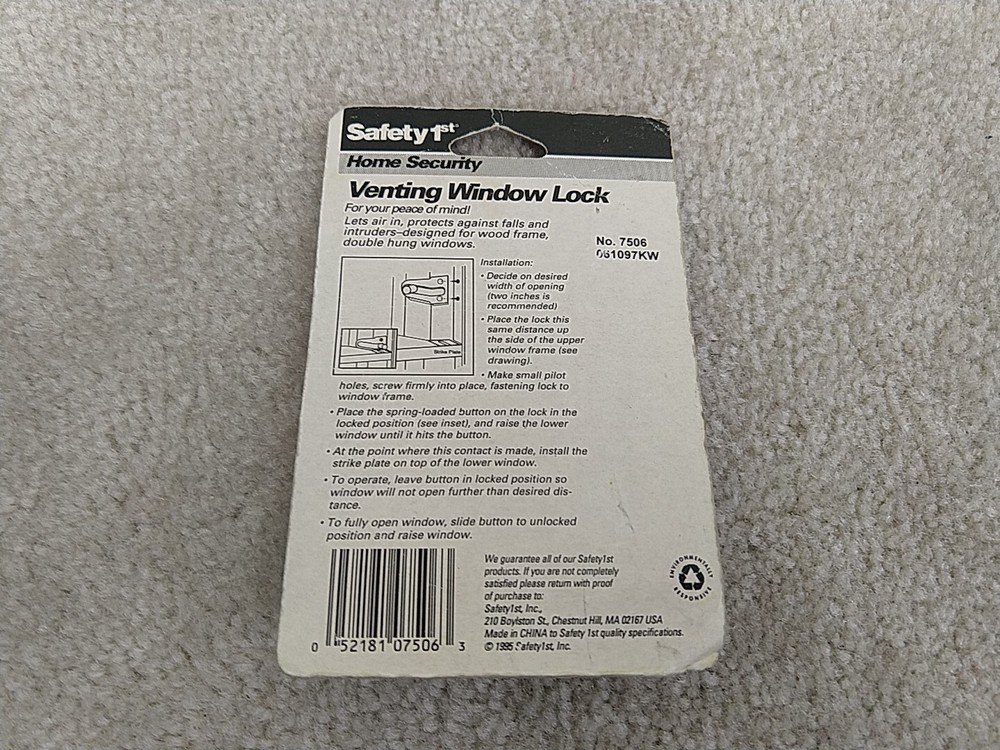 Safety 1st
Home Security
Venting Window Lock
For your peace of mind!
Lets air in, protects against falls and
intruders–designed for wood frame,
double hung windows.
No. 7506
061097KW
Installation:
• Decide on desired
width of opening
(two inches is
recommended)
• Place the lock this
same distance up
the side of the upper
window frame (see
drawing).
Strike Plate
• Make small pilot
holes, screw firmly into place, fastening lock to
window frame.
• Place the spring-loaded button on the lock in the
locked position (see inset), and raise the lower
window until it hits the button.
• At the point where this contact is made, install the
strike plate on top of the lower window.
• To operate, leave button in locked position so
window will not open further than desired dis-
tance.
• To fully open window, slide button to unlocked
position and raise window.
0 52181 07506 3
We guarantee all of our Safety1st
products. If you are not completely
satisfied please return with proof
of purchase to:
Safety1st, Inc.,
210 Boylston St., Chestnut Hill, MA 02167 USA
Made in CHINA to Safety 1st quality specifications.
© 1995 Safety1st, Inc.
ENVIRONMENTALLY
RESPONSIVE